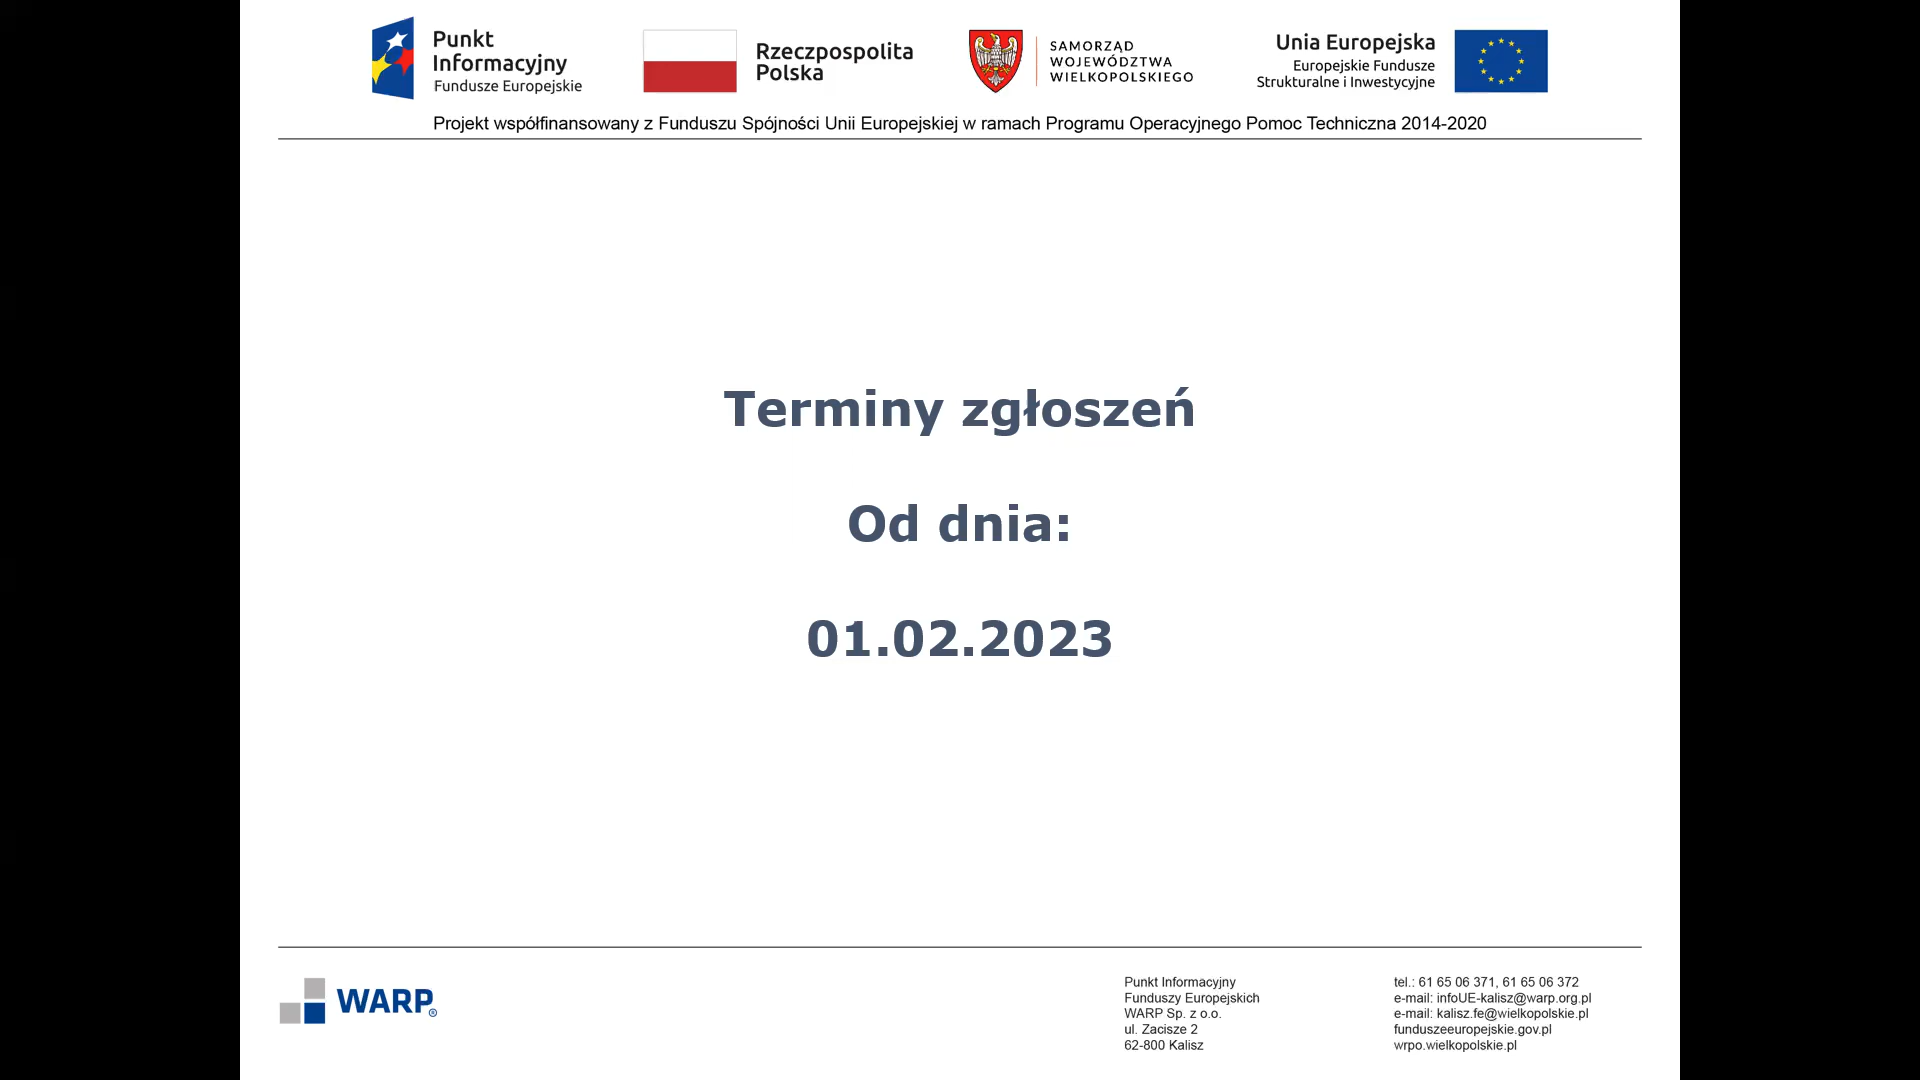 Punkt
Informacyjny
Fundusze Europejskie
Rzeczpospolita
Polska
SAMORZĄD
WOJEWÓDZTWA
WIELKOPOLSKIEGO
Unia Europejska
Europejskie Fundusze
Strukturalne i Inwestycyjne
Projekt współfinansowany z Funduszu Spójności Unii Europejskiej w ramach Programu Operacyjnego Pomoc Techniczna 2014-2020
Terminy zgłoszeń
Od dnia:
01.02.2023
WARP®
Punkt Informacyjny
Funduszy Europejskich
WARP Sp. z o.o.
ul. Zacisze 2
62-800 Kalisz
tel.: 61 65 06 371, 61 65 06 372
e-mail: infoUE-kalisz@warp.org.pl
e-mail: kalisz.fe@wielkopolskie.pl
funduszeeuropejskie.gov.pl
wrpo.wielkopolskie.pl